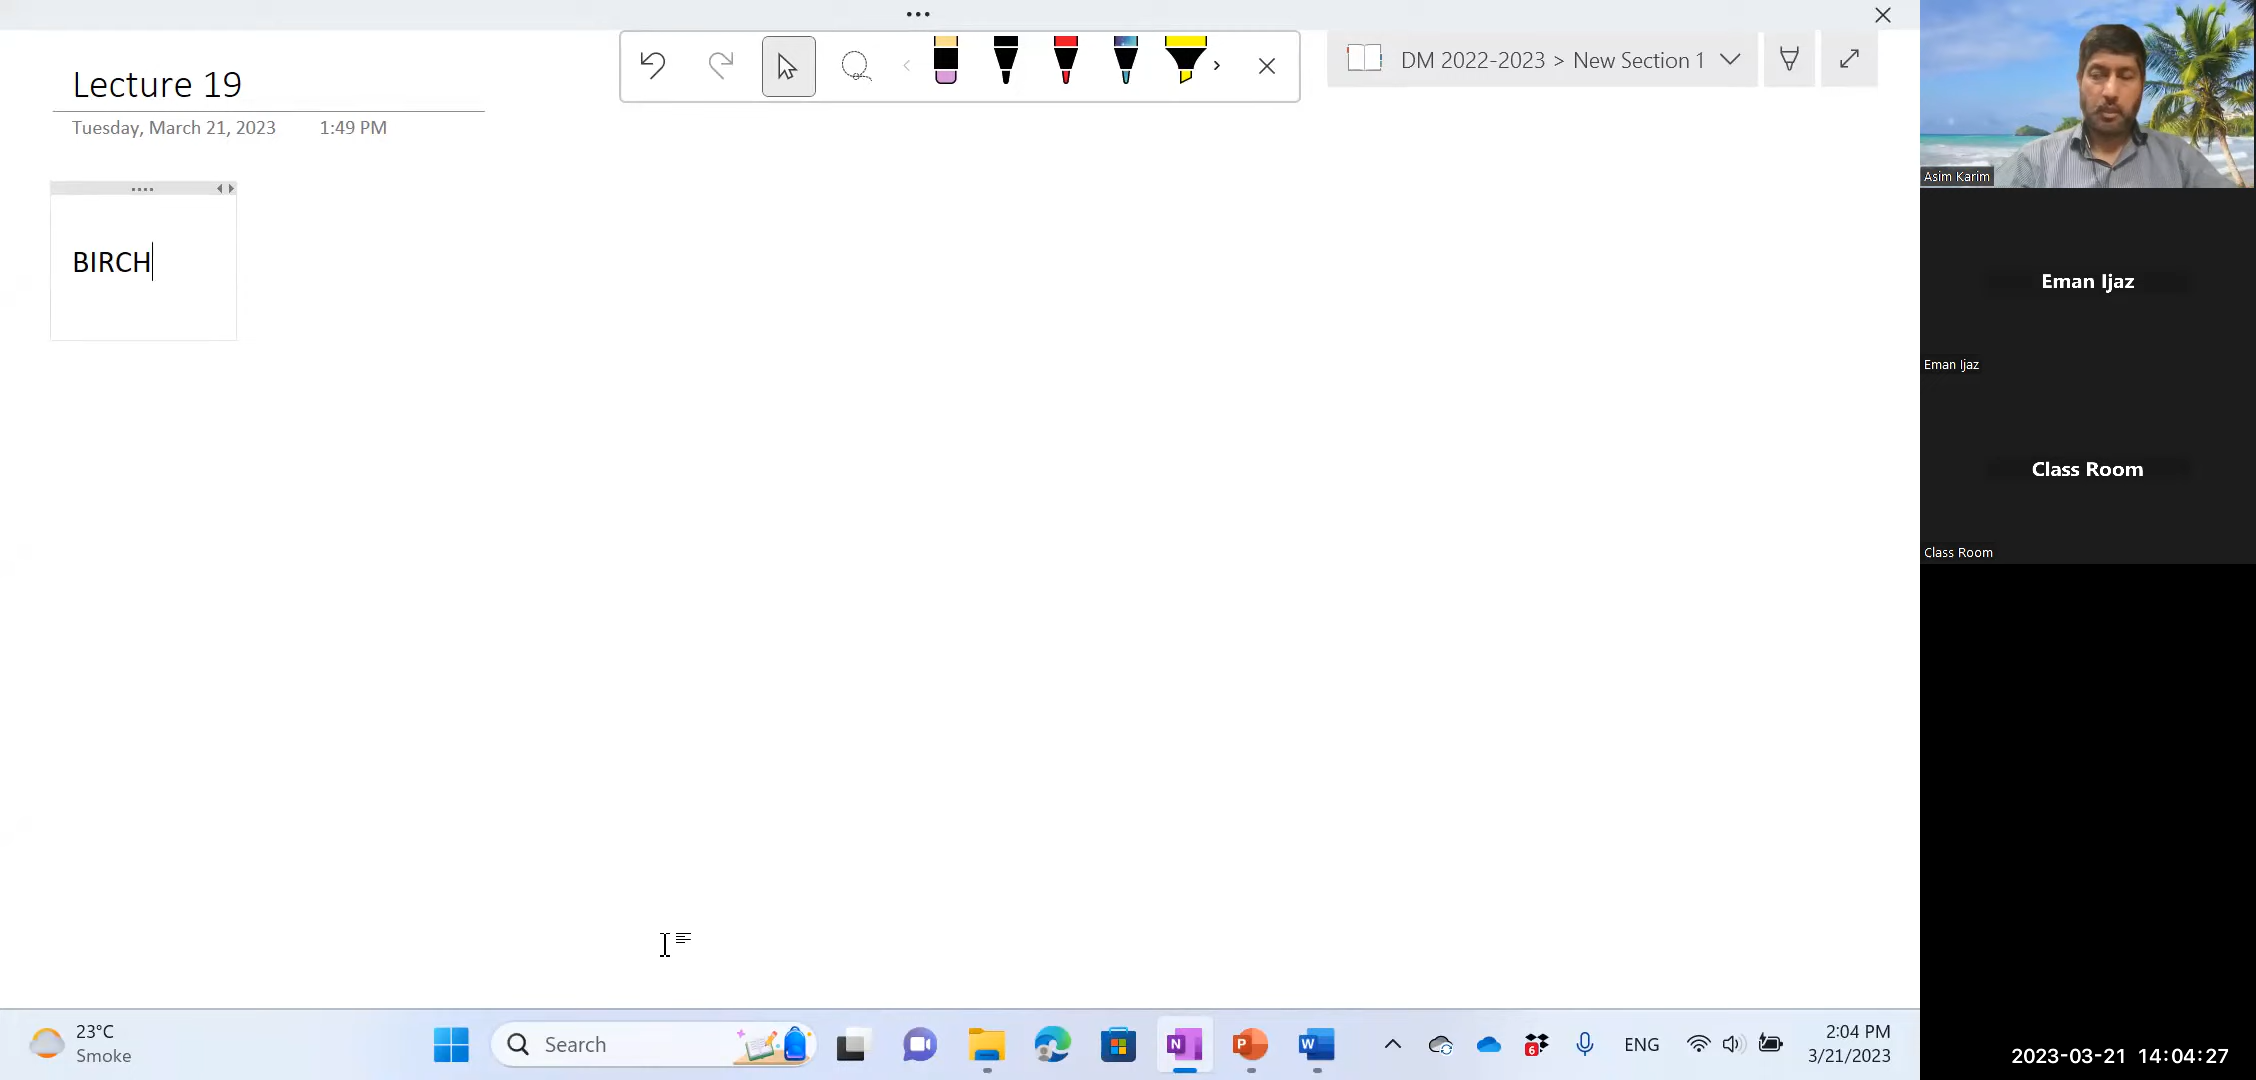 Lecture 19
Tuesday, March 21, 2023 1:49 PM
BIRCH
DM 2022-2023 > New Section 1
Asim Karim
Eman Ijaz
Eman Ijaz
Class Room
Class Room
23°C
Smoke
Search
N
P
W
6
ENG
2:04 PM
3/21/2023
2023-03-21 14:04:27